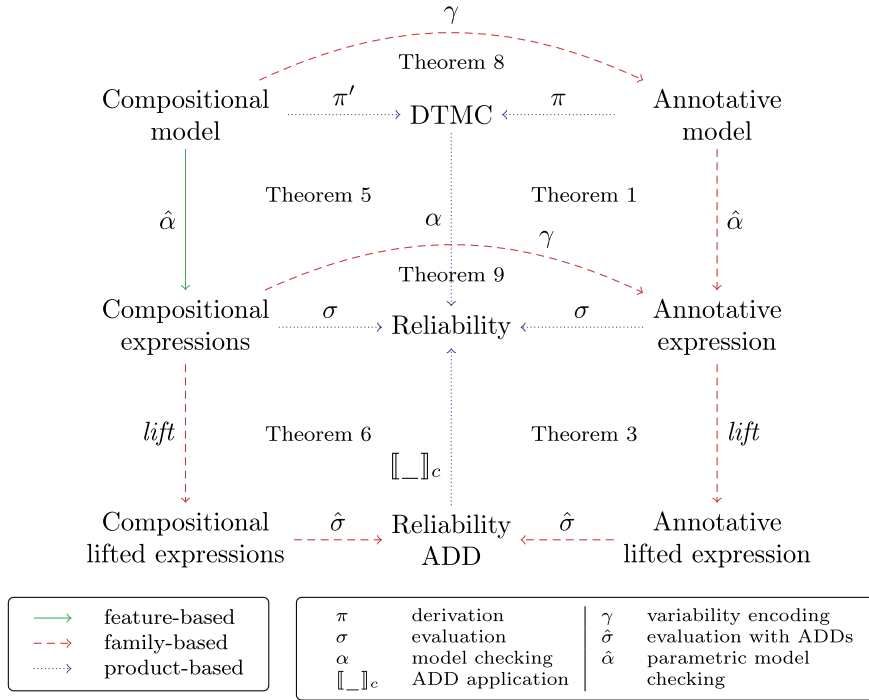 γ
Theorem 8
Compositional model
π′
DTMC
π
Annotative model
Theorem 5
Theorem 1
α̂
α
γ
α̂
Theorem 9
Compositional expressions
σ
Reliability
σ
Annotative expression
lift
Theorem 6
Theorem 3
lift
⟦_⟧c
Compositional lifted expressions
σ̂
Reliability ADD
σ̂
Annotative lifted expression
feature-based
family-based
product-based
π derivation
σ evaluation
α model checking
⟦_⟧c ADD application
γ variability encoding
σ̂ evaluation with ADDs
α̂ parametric model
checking